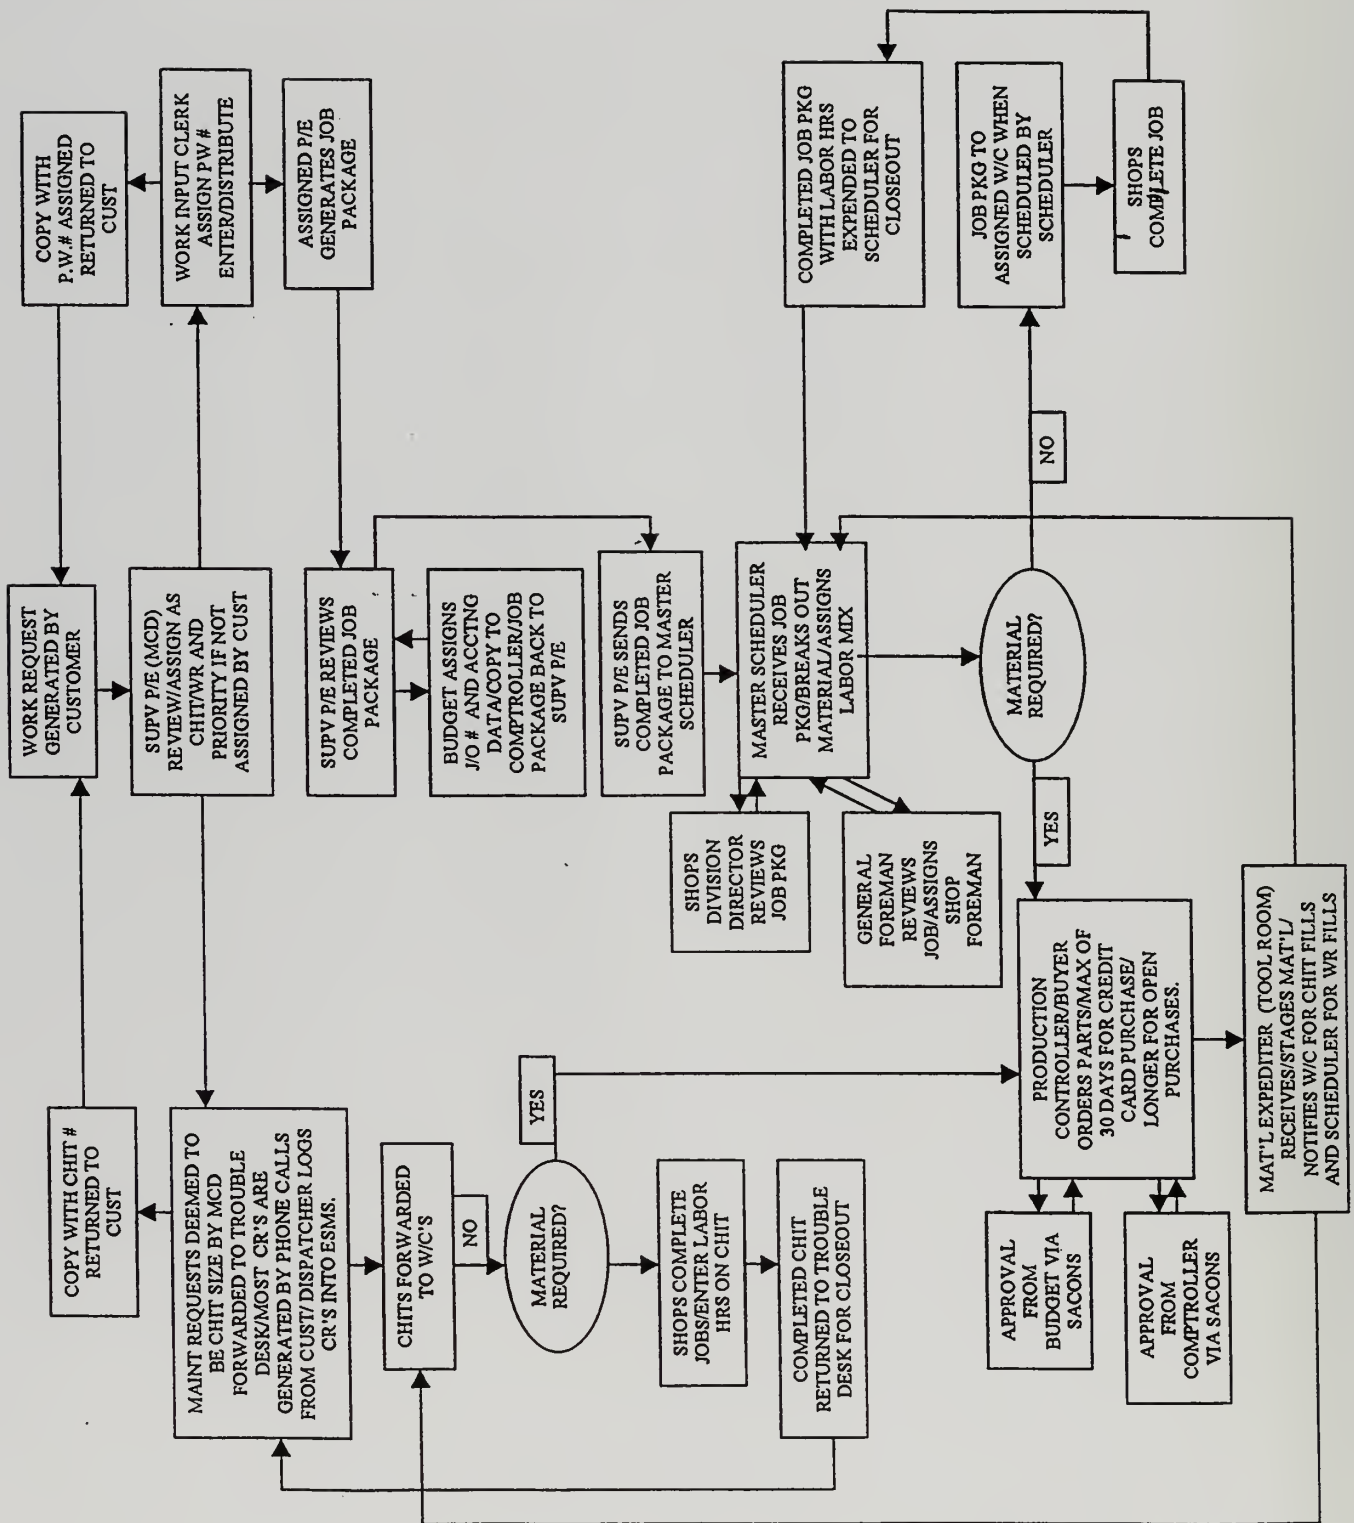 WORK REQUEST
GENERATED BY
CUSTOMER
COPY WITH
P.W.# ASSIGNED
RETURNED TO
CUST
COPY WITH CHIT #
RETURNED TO
CUST
SUPV P/E (MCD)
REVIEW/ASSIGN AS
CHIT/WR AND
PRIORITY IF NOT
ASSIGNED BY CUST
WORK INPUT CLERK
ASSIGN PW #
ENTER/DISTRIBUTE
ASSIGNED P/E
GENERATES JOB
PACKAGE
MAINT REQUESTS DEEMED TO
BE CHIT SIZE BY MCD
FORWARDED TO TROUBLE
DESK/MOST CR'S ARE
GENERATED BY PHONE CALLS
FROM CUST/ DISPATCHER LOGS
CR'S INTO ESMS.
SUPV P/E REVIEWS
COMPLETED JOB
PACKAGE
BUDGET ASSIGNS
J/O # AND ACCTNG
DATA/COPY TO
COMPTROLLER/JOB
PACKAGE BACK TO
SUPV P/E
SUPV P/E SENDS
COMPLETED JOB
PACKAGE TO MASTER
SCHEDULER
CHITS FORWARDED
TO W/C'S
NO
MATERIAL
REQUIRED?
YES
SHOPS COMPLETE
JOBS/ENTER LABOR
HRS ON CHIT
COMPLETED CHIT
RETURNED TO TROUBLE
DESK FOR CLOSEOUT
MASTER SCHEDULER
RECEIVES JOB
PKG/BREAKS OUT
MATERIAL/ASSIGNS
LABOR MIX
SHOPS
DIVISION
DIRECTOR
REVIEWS
JOB PKG
GENERAL
FOREMAN
REVIEWS
JOB/ASSIGNS
SHOP
FOREMAN
COMPLETED JOB PKG
WITH LABOR HRS
EXPENDED TO
SCHEDULER FOR
CLOSEOUT
MATERIAL
REQUIRED?
NO
YES
JOB PKG TO
ASSIGNED W/C WHEN
SCHEDULED BY
SCHEDULER
SHOPS
COMPLETE JOB
PRODUCTION
CONTROLLER/BUYER
ORDERS PARTS/MAX OF
30 DAYS FOR CREDIT
CARD PURCHASE/
LONGER FOR OPEN
PURCHASES.
APPROVAL
FROM
BUDGET VIA
SACONS
APPROVAL
FROM
COMPTROLLER
VIA SACONS
MAT'L EXPEDITER (TOOL ROOM)
RECEIVES/STAGES MAT'L/
NOTIFIES W/C FOR CHIT FILLS
AND SCHEDULER FOR WR FILLS